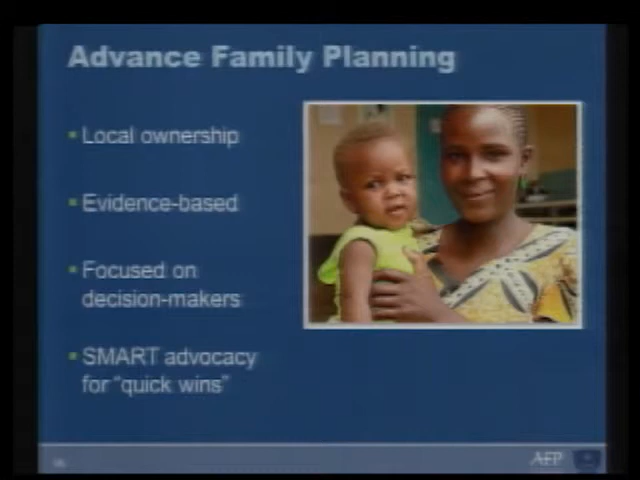 Advance Family Planning
Local ownership
Evidence-based
Focused on
decision-makers
SMART advocacy
for “quick wins”
AFP